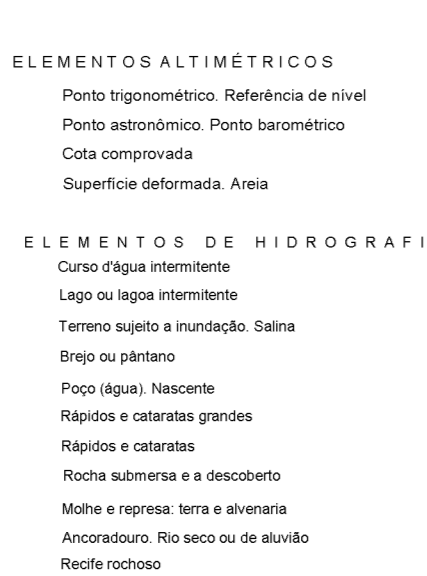 ELEMENTOS ALTIMÉTRICOS
Ponto trigonométrico. Referência de nível
Ponto astronômico. Ponto barométrico
Cota comprovada
Superfície deformada. Areia
ELEMENTOS DE HIDROGRAFI
Curso d'água intermitente
Lago ou lagoa intermitente
Terreno sujeito a inundação. Salina
Brejo ou pântano
Poço (água). Nascente
Rápidos e cataratas grandes
Rápidos e cataratas
Rocha submersa e a descoberto
Molhe e represa: terra e alvenaria
Ancoradouro. Rio seco ou de aluvião
Recife rochoso